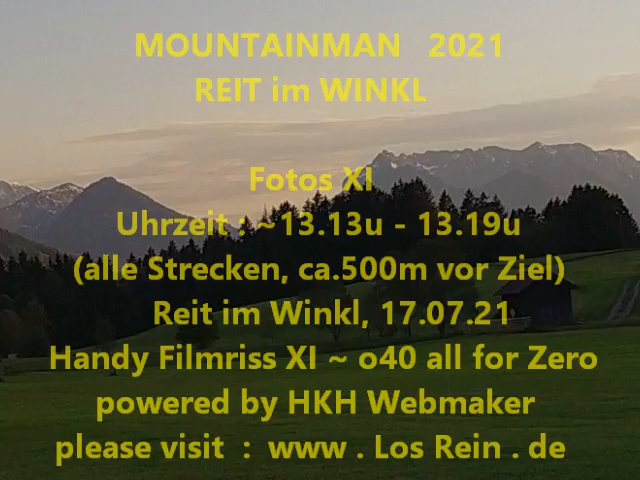 MOUNTAINMAN 2021
REIT im WINKL
Fotos XI
Uhrzeit : ~13.13u - 13.19u
(alle Strecken, ca.500m vor Ziel)
Reit im Winkl, 17.07.21
Handy Filmriss XI ~ o40 all for Zero
powered by HKH Webmaker
please visit : www . Los Rein . de